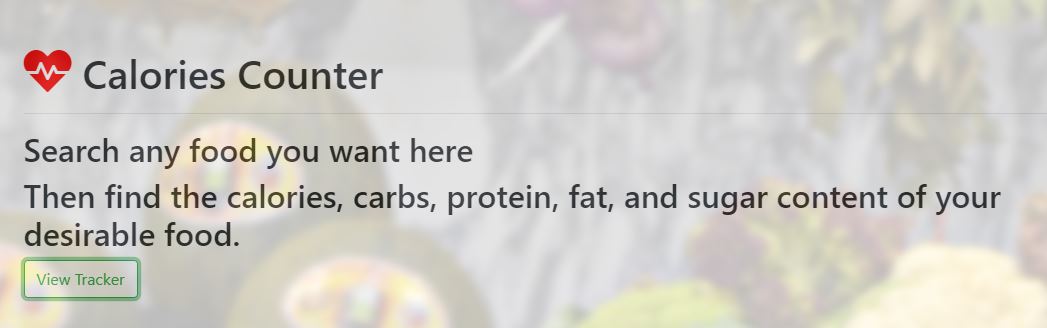 Calories Counter
Search any food you want here
Then find the calories, carbs, protein, fat, and sugar content of your
desirable food.
View Tracker